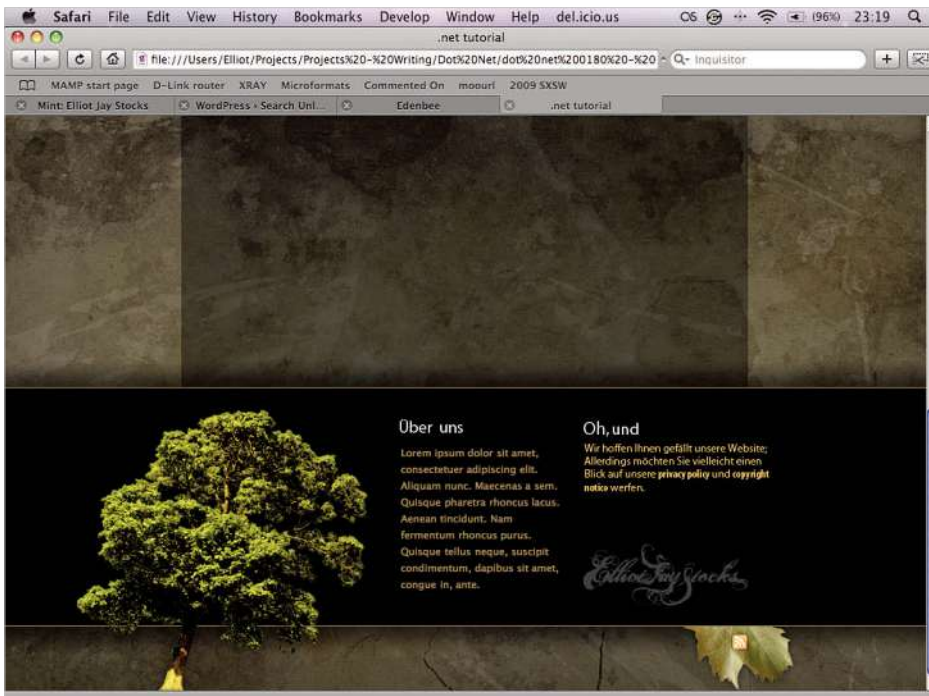 Safari File Edit View History Bookmarks Develop Window Help del.icio.us OS (96%) 23:19
.net tutorial
file:///Users/Elliot/Projects/Projects%20-%20Writing/Dot%20Net/dot%20net%200180%20-%20
Inquisitor
MAMP start page D-Link router XRAY Microformats Commented On moourl 2009 SXSW
Mint: Elliot Jay Stocks WordPress › Search Unl... Edenbee .net tutorial
Über uns
Lorem ipsum dolor sit amet,
consectetuer adipiscing elit.
Aliquam nunc. Maecenas a sem.
Quisque pharetra rhoncus lacus.
Aenean tincidunt. Nam
fermentum rhoncus purus.
Quisque tellus neque, suscipit
condimentum, dapibus sit amet,
congue in, ante.
Oh, und
Wir hoffen Ihnen gefällt unsere Website;
Allerdings möchten Sie vielleicht einen
Blick auf unsere privacy policy und copyright
notice werfen.
Elliot Jay Stocks